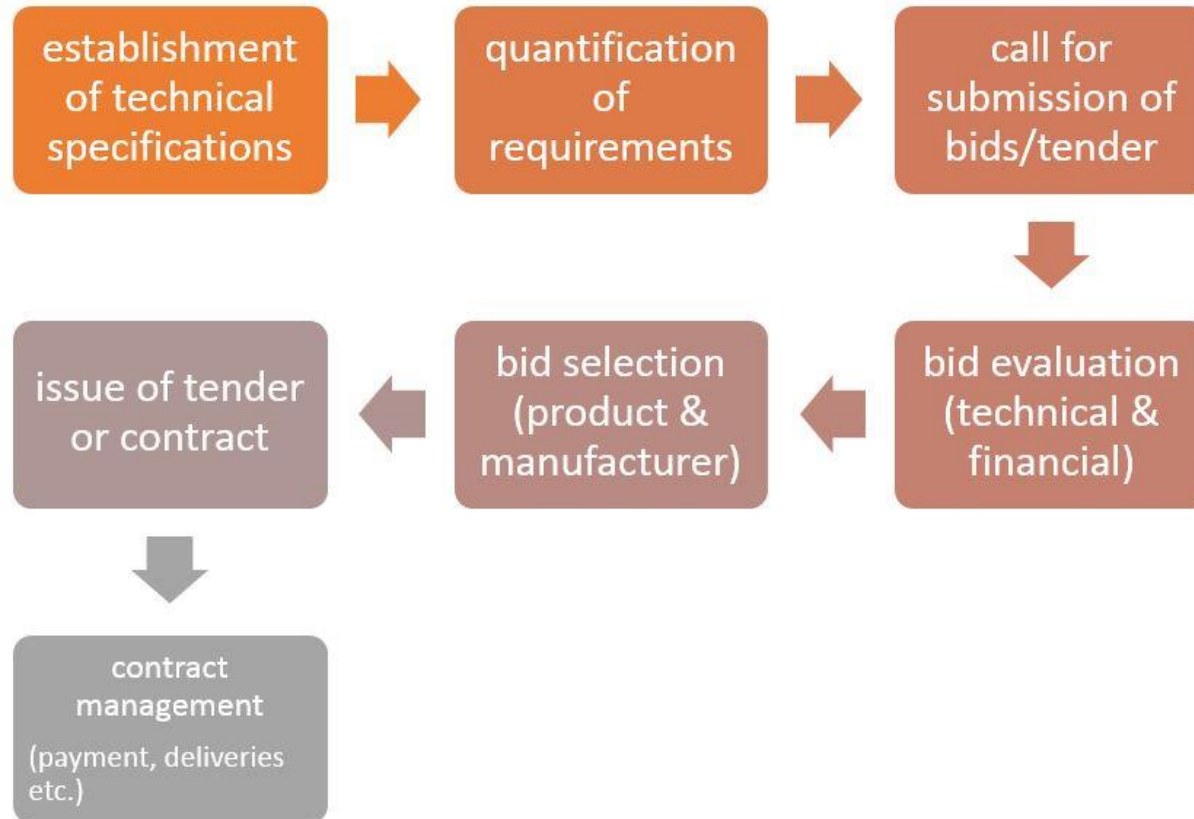 establishment
of technical
specifications
quantification
of
requirements
call for
submission of
bids/tender
bid evaluation
(technical &
financial)
bid selection
(product &
manufacturer)
issue of tender
or contract
contract
management
(payment, deliveries
etc.)